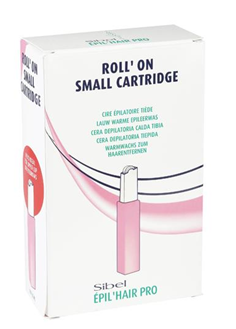 ROLL' ON
SMALL CARTRIDGE
CIRE ÉPILATOIRE TIÈDE
LAUW WARME EPILEERWAS
CERA DEPILATORIA CALDA TIBIA
CERA DEPILATORIA TIEPIDA
WARMWACHS ZUM
HAARENTFERNEN
Sibel
ÉPIL'HAIR PRO